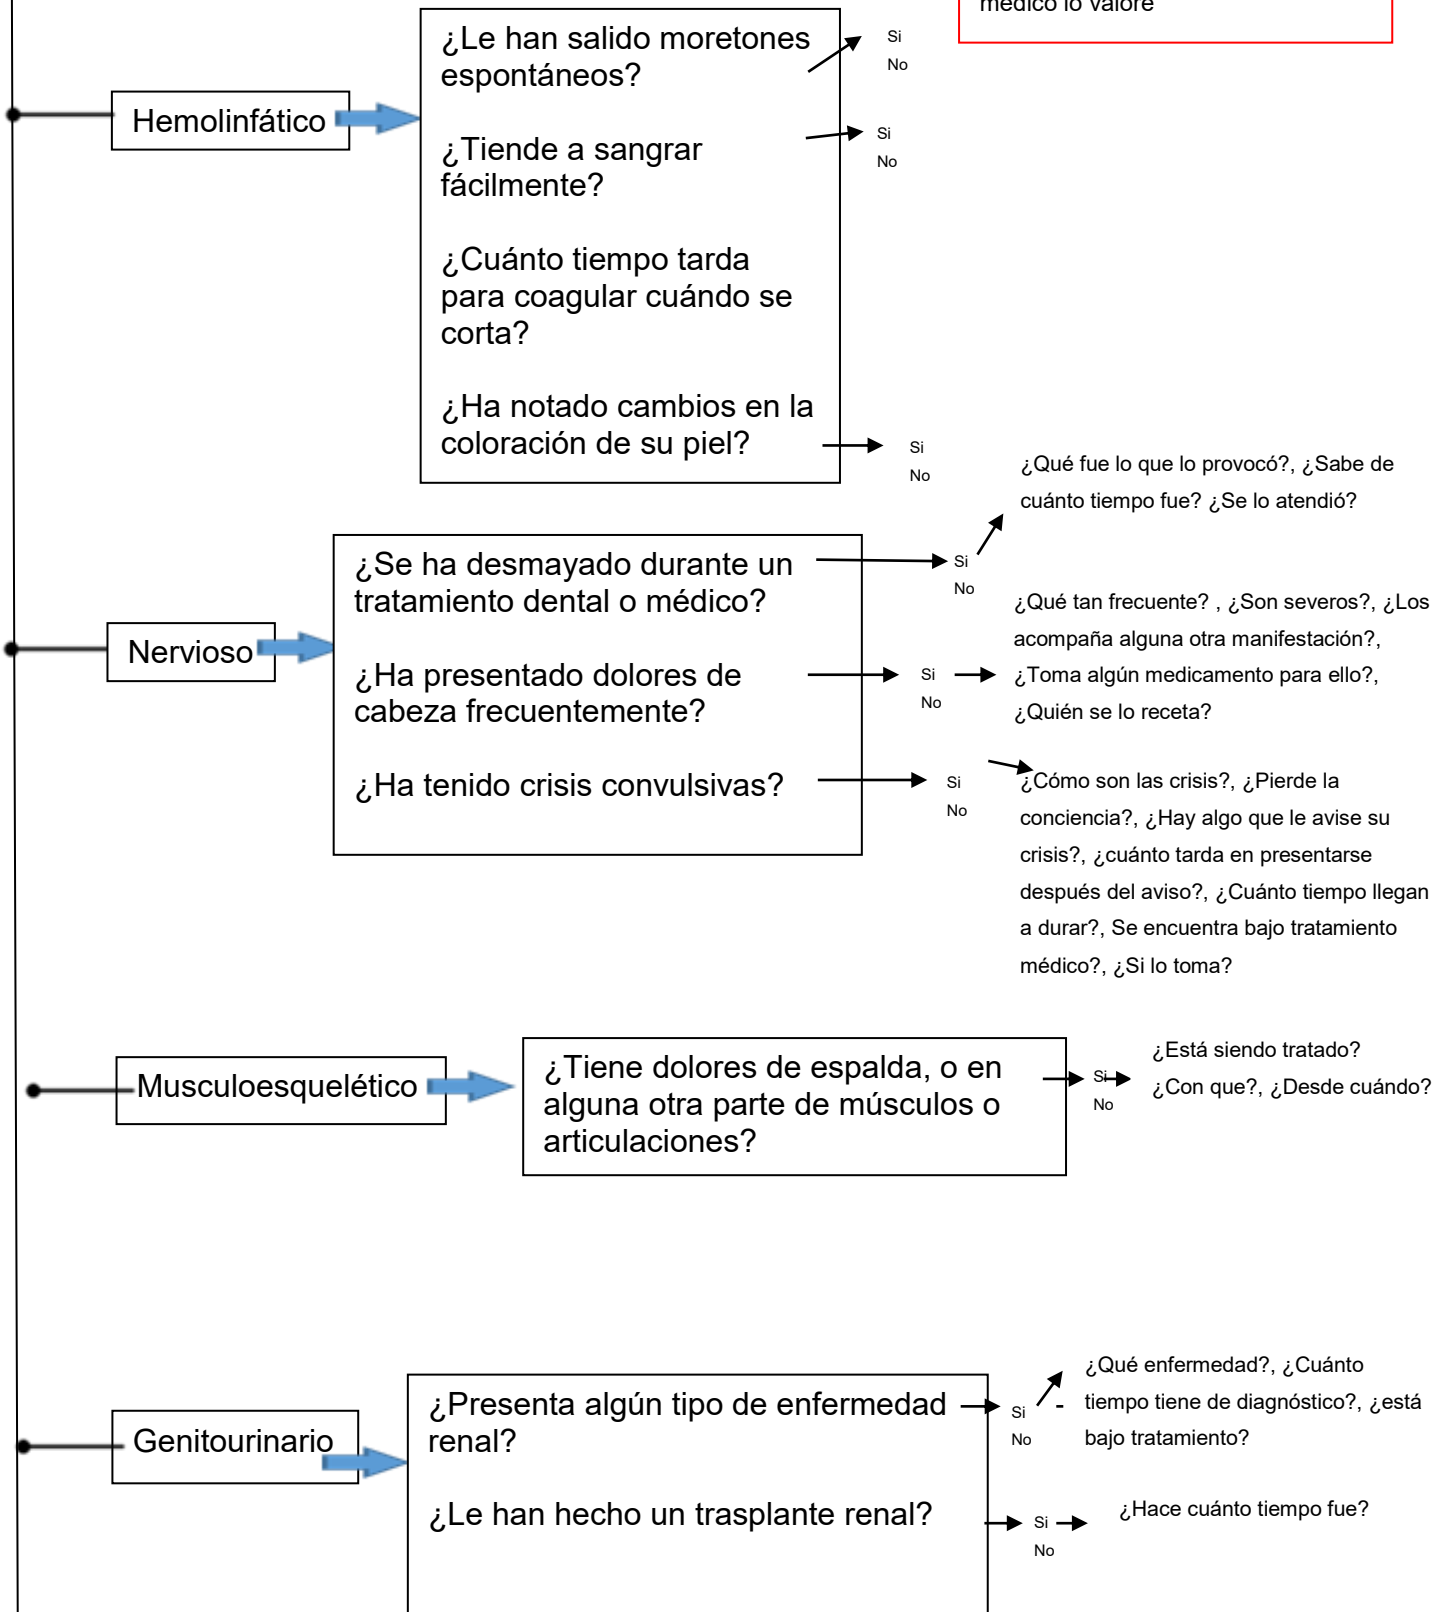 médico lo valore
¿Le han salido moretones
espontáneos?
Si
No
Hemolinfático
¿Tiende a sangrar
fácilmente?
Si
No
¿Cuánto tiempo tarda
para coagular cuándo se
corta?
¿Ha notado cambios en la
coloración de su piel?
Si
No
¿Qué fue lo que lo provocó?, ¿Sabe de
cuánto tiempo fue? ¿Se lo atendió?
Nervioso
¿Se ha desmayado durante un
tratamiento dental o médico?
Si
No
¿Ha presentado dolores de
cabeza frecuentemente?
Si
No
¿Qué tan frecuente? , ¿Son severos?, ¿Los
acompaña alguna otra manifestación?,
¿Toma algún medicamento para ello?,
¿Quién se lo receta?
¿Ha tenido crisis convulsivas?
Si
No
¿Cómo son las crisis?, ¿Pierde la
conciencia?, ¿Hay algo que le avise su
crisis?, ¿cuánto tarda en presentarse
después del aviso?, ¿Cuánto tiempo llegan
a durar?, Se encuentra bajo tratamiento
médico?, ¿Si lo toma?
Musculoesquelético
¿Tiene dolores de espalda, o en
alguna otra parte de músculos o
articulaciones?
Si
No
¿Está siendo tratado?
¿Con que?, ¿Desde cuándo?
Genitourinario
¿Presenta algún tipo de enfermedad
renal?
Si -
No
¿Qué enfermedad?, ¿Cuánto
tiempo tiene de diagnóstico?, ¿está
bajo tratamiento?
¿Le han hecho un trasplante renal?
Si
No
¿Hace cuánto tiempo fue?